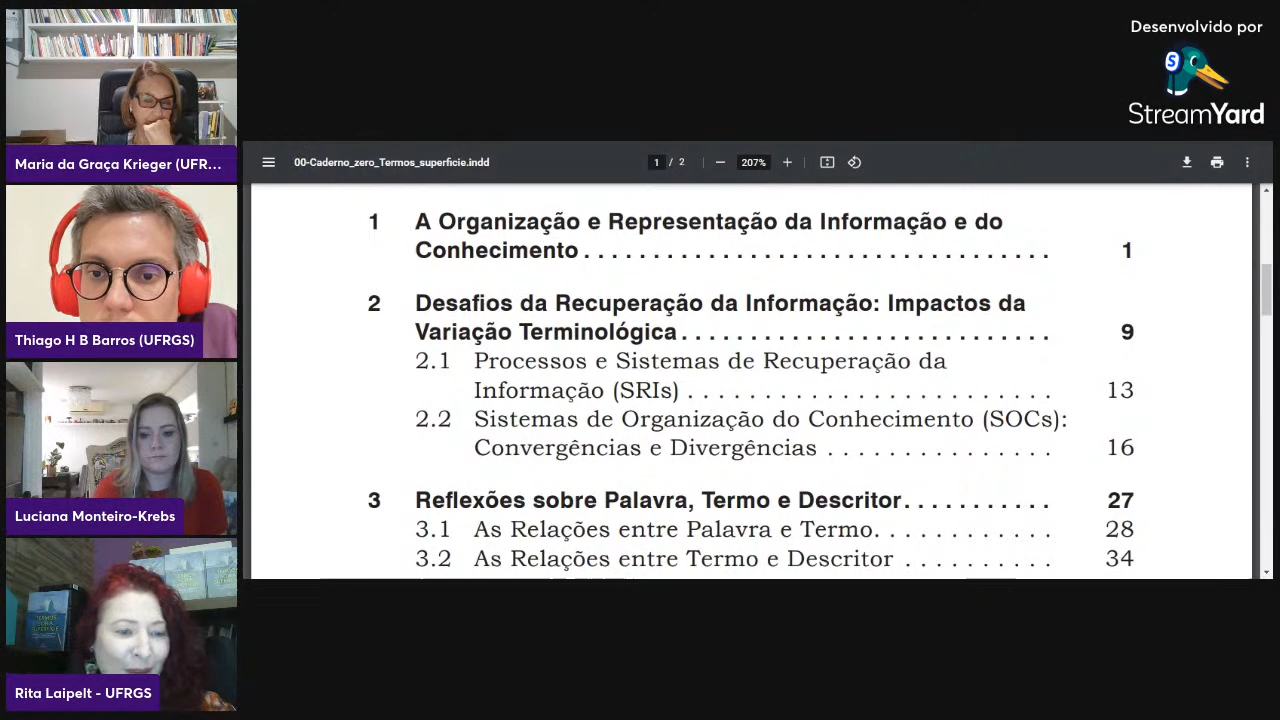 Desenvolvido por
StreamYard
Maria da Graça Krieger (UFR...
Thiago H B Barros (UFRGS)
Luciana Monteiro-Krebs
Rita Laipelt - UFRGS
TERMOS
00-Caderno_zero_Termos_superficie.indd
1 / 2
207%
1 A Organização e Representação da Informação e do
Conhecimento . . . . . . . . . . . . . . . . . . . . . . . . . . . . . . . . . . 1
2 Desafios da Recuperação da Informação: Impactos da
Variação Terminológica . . . . . . . . . . . . . . . . . . . . . . . . . . . 9
2.1 Processos e Sistemas de Recuperação da
Informação (SRIs) . . . . . . . . . . . . . . . . . . . . . . . . 13
2.2 Sistemas de Organização do Conhecimento (SOCs):
Convergências e Divergências . . . . . . . . . . . . . . . 16
3 Reflexões sobre Palavra, Termo e Descritor . . . . . . . . . . . 27
3.1 As Relações entre Palavra e Termo. . . . . . . . . . . . 28
3.2 As Relações entre Termo e Descritor . . . . . . . . . . 34